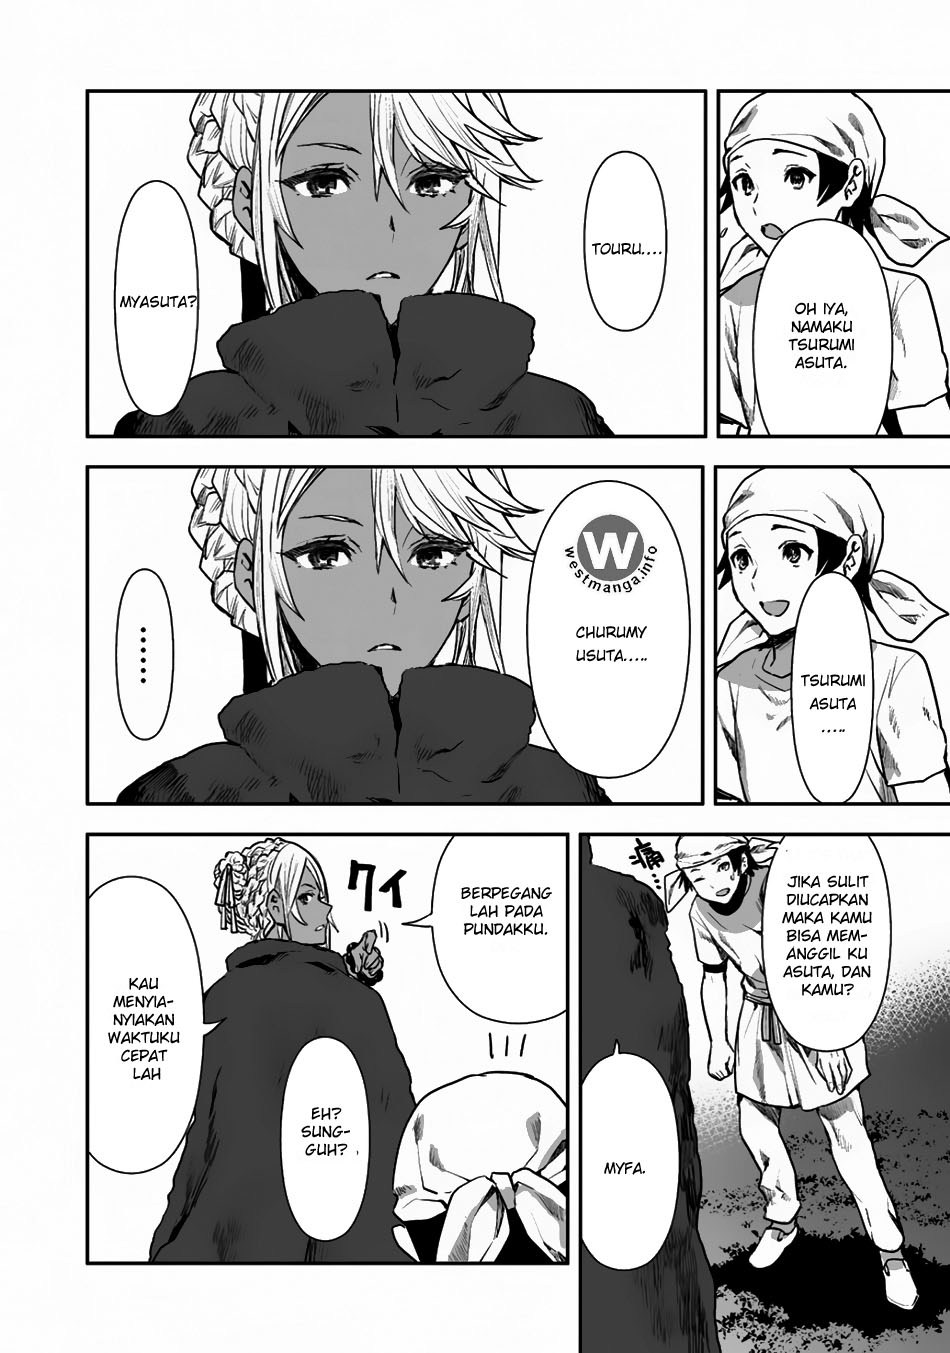 OH IYA,
NAMAKU
TSURUMI
ASUTA.
TOURU....
MYASUTA?
TSURUMI
ASUTA
.....
W
westmanga.info
CHURUMY
USUTA.....
......
痛
JIKA SULIT
DIUCAPKAN
MAKA KAMU
BISA MEM-
ANGGIL KU
ASUTA, DAN
KAMU?
MYFA.
BERPEGANG
LAH PADA
PUNDAKKU.
クイ
EH?
SUNG-
GUH?
KAU
MENYIA-
NYIAKAN
WAKTUKU
CEPAT
LAH